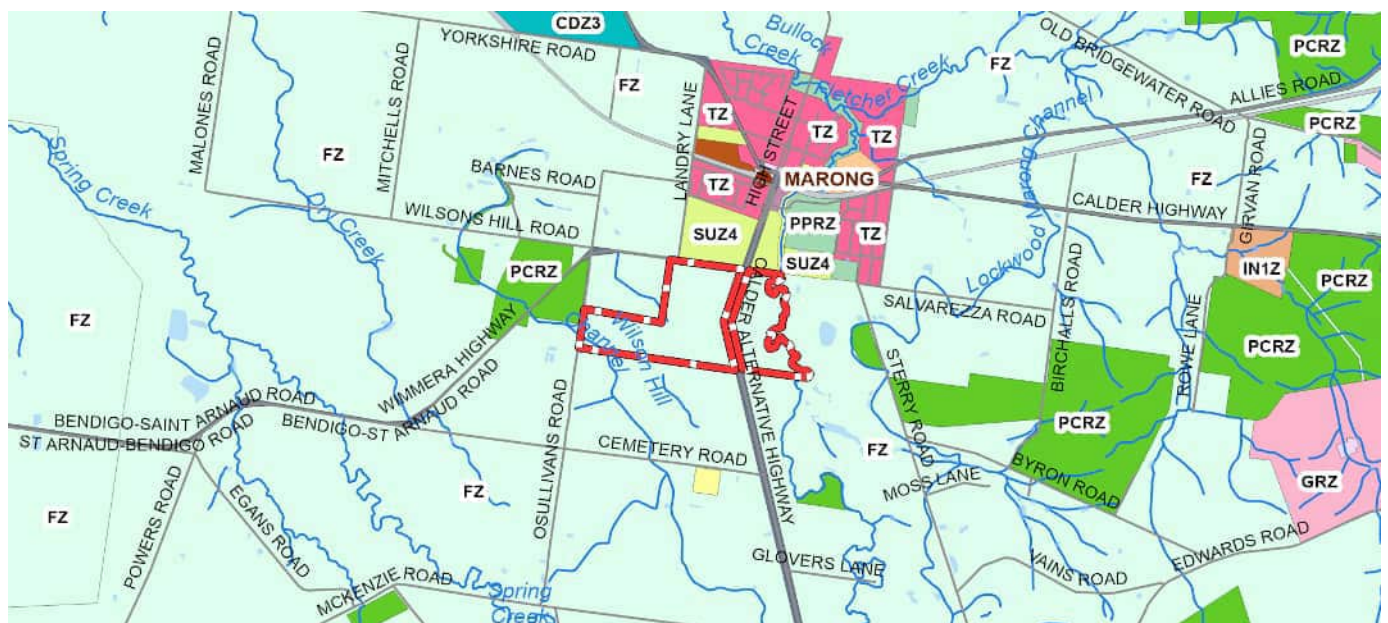 CDZ3
YORKSHIRE ROAD
MALONES ROAD
MITCHELLS ROAD
FZ
FZ
LANDRY LANE
TZ
HIGH STREET
TZ
TZ
TZ
TZ
Bullock
Creek
Fletcher Creek
FZ
OLD BRIDGEWATER ROAD
PCRZ
ALLIES ROAD
PCRZ
MARONG
BARNES ROAD
WILSONS HILL ROAD
Spring Creek
Dry Creek
SUZ4
PPRZ
SUZ4
Lockwood Marong Channel
CALDER HIGHWAY
FZ
GIRVAN ROAD
IN1Z
PCRZ
PCRZ
PCRZ
SALVAREZZA ROAD
BIRCHALLS ROAD
ROWE LANE
FZ
WIMMERA HIGHWAY
Wilson Hill
Channel
CALDER ALTERNATIVE HIGHWAY
STERRY ROAD
BENDIGO-SAINT ARNAUD ROAD
ST ARNAUD-BENDIGO ROAD
BENDIGO-ST ARNAUD ROAD
OSULLIVANS ROAD
CEMETERY ROAD
FZ
PCRZ
MOSS LANE
BYRON ROAD
GRZ
FZ
FZ
POWERS ROAD
EGANS ROAD
MCKENZIE ROAD
Spring
Creek
GLOVERS LANE
VAINS ROAD
EDWARDS ROAD